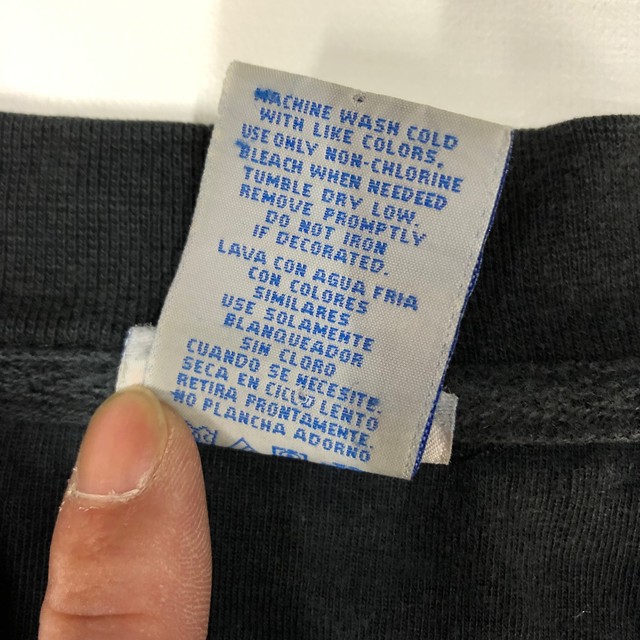 MACHINE WASH COLD
WITH LIKE COLORS.
USE ONLY NON-CHLORINE
BLEACH WHEN NEEDEED
TUMBLE DRY LOW.
REMOVE PROMPTLY
DO NOT IRON
IF DECORATED.
LAVA CON AGUA FRIA
CON COLORES
SIMILARES
USE SOLAMENTE
BLANQUEADOR
SIN CLORO
CUANDO SE NECESITE.
SECA EN CICLO LENTO
RETIRA PRONTAMENTE.
NO PLANCHA ADORNO